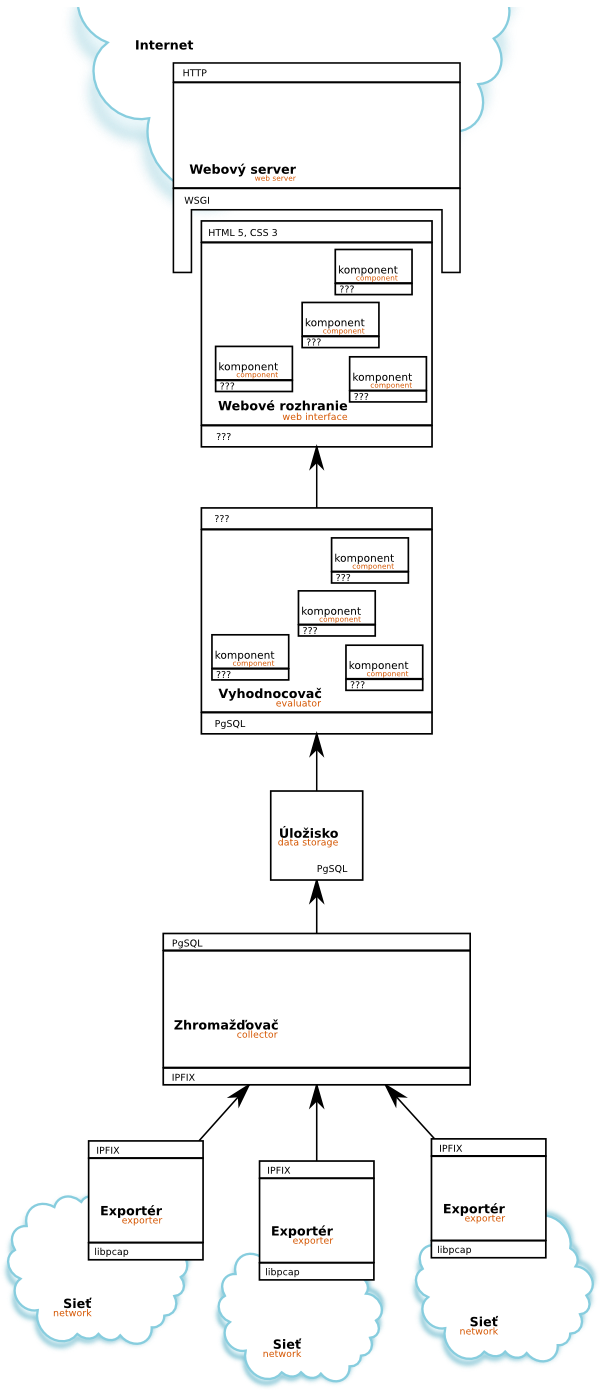 Internet
HTTP
Webový server
web server
WSGI
HTML 5, CSS 3
komponent
component
???
komponent
component
???
komponent
component
???
komponent
component
???
Webové rozhranie
web interface
???
???
komponent
component
???
komponent
component
???
komponent
component
???
komponent
component
???
Vyhodnocovač
evaluator
PgSQL
Úložisko
data storage
PgSQL
PgSQL
Zhromažďovač
collector
IPFIX
IPFIX
Exportér
exporter
libpcap
Sieť
network
IPFIX
Exportér
exporter
libpcap
Sieť
network
IPFIX
Exportér
exporter
libpcap
Sieť
network